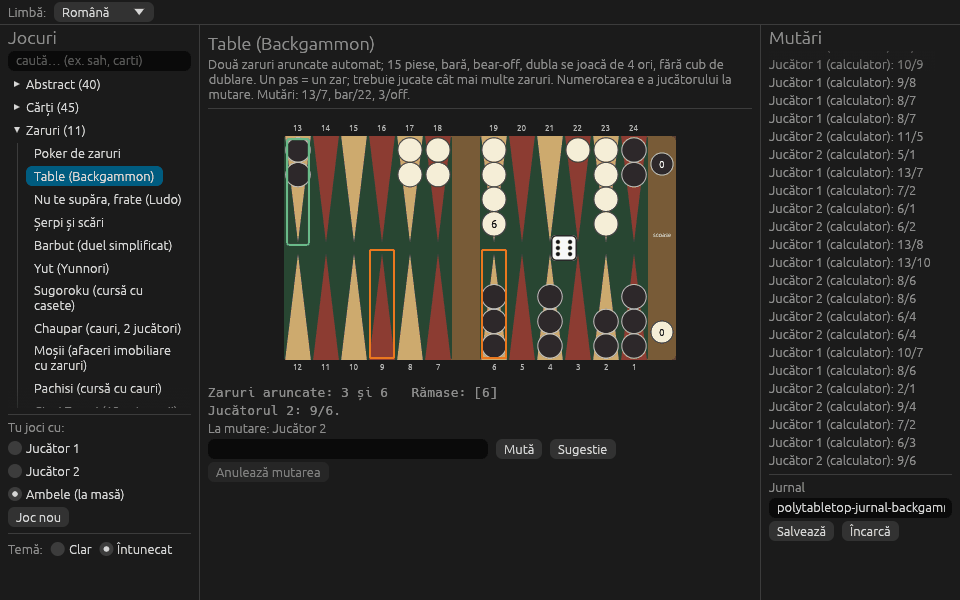 Limbă: Română
Jocuri
caută... (ex. sah, carti)
Abstract (40)
Cărți (45)
Zaruri (11)
Poker de zaruri
Table (Backgammon)
Nu te supăra, frate (Ludo)
Șerpi și scări
Barbut (duel simplificat)
Yut (Yunnori)
Sugoroku (cursă cu
casete)
Chaupar (cauri, 2 jucători)
Moșii (afaceri imobiliare
cu zaruri)
Pachisi (cursă cu cauri)
Tu joci cu:
Jucător 1
Jucător 2
Ambele (la masă)
Joc nou
Temă: Clar Întunecat
Table (Backgammon)
Două zaruri aruncate automat; 15 piese, bară, bear-off, dubla se joacă de 4 ori, fără cub de
dublare. Un pas = un zar; trebuie jucate cât mai multe zaruri. Numerotarea e a jucătorului la
mutare. Mutări: 13/7, bar/22, 3/off.
13 14 15 16 17 18 19 20 21 22 23 24
0
6
scoase
0
12 11 10 9 8 7 6 5 4 3 2 1
Zaruri aruncate: 3 și 6 Rămase: [6]
Jucătorul 2: 9/6.
La mutare: Jucător 2
Mută Sugestie
Anulează mutarea
Mutări
Jucător 1 (calculator): 10/9
Jucător 1 (calculator): 9/8
Jucător 1 (calculator): 8/7
Jucător 1 (calculator): 8/7
Jucător 2 (calculator): 11/5
Jucător 2 (calculator): 5/1
Jucător 1 (calculator): 13/7
Jucător 1 (calculator): 7/2
Jucător 2 (calculator): 6/1
Jucător 2 (calculator): 6/2
Jucător 1 (calculator): 13/8
Jucător 1 (calculator): 13/10
Jucător 2 (calculator): 8/6
Jucător 2 (calculator): 8/6
Jucător 2 (calculator): 6/4
Jucător 2 (calculator): 6/4
Jucător 1 (calculator): 10/7
Jucător 1 (calculator): 8/6
Jucător 2 (calculator): 2/1
Jucător 2 (calculator): 9/4
Jucător 1 (calculator): 7/2
Jucător 1 (calculator): 6/3
Jucător 2 (calculator): 9/6
Jurnal
polytabletop-jurnal-backgamm
Salvează Încarcă